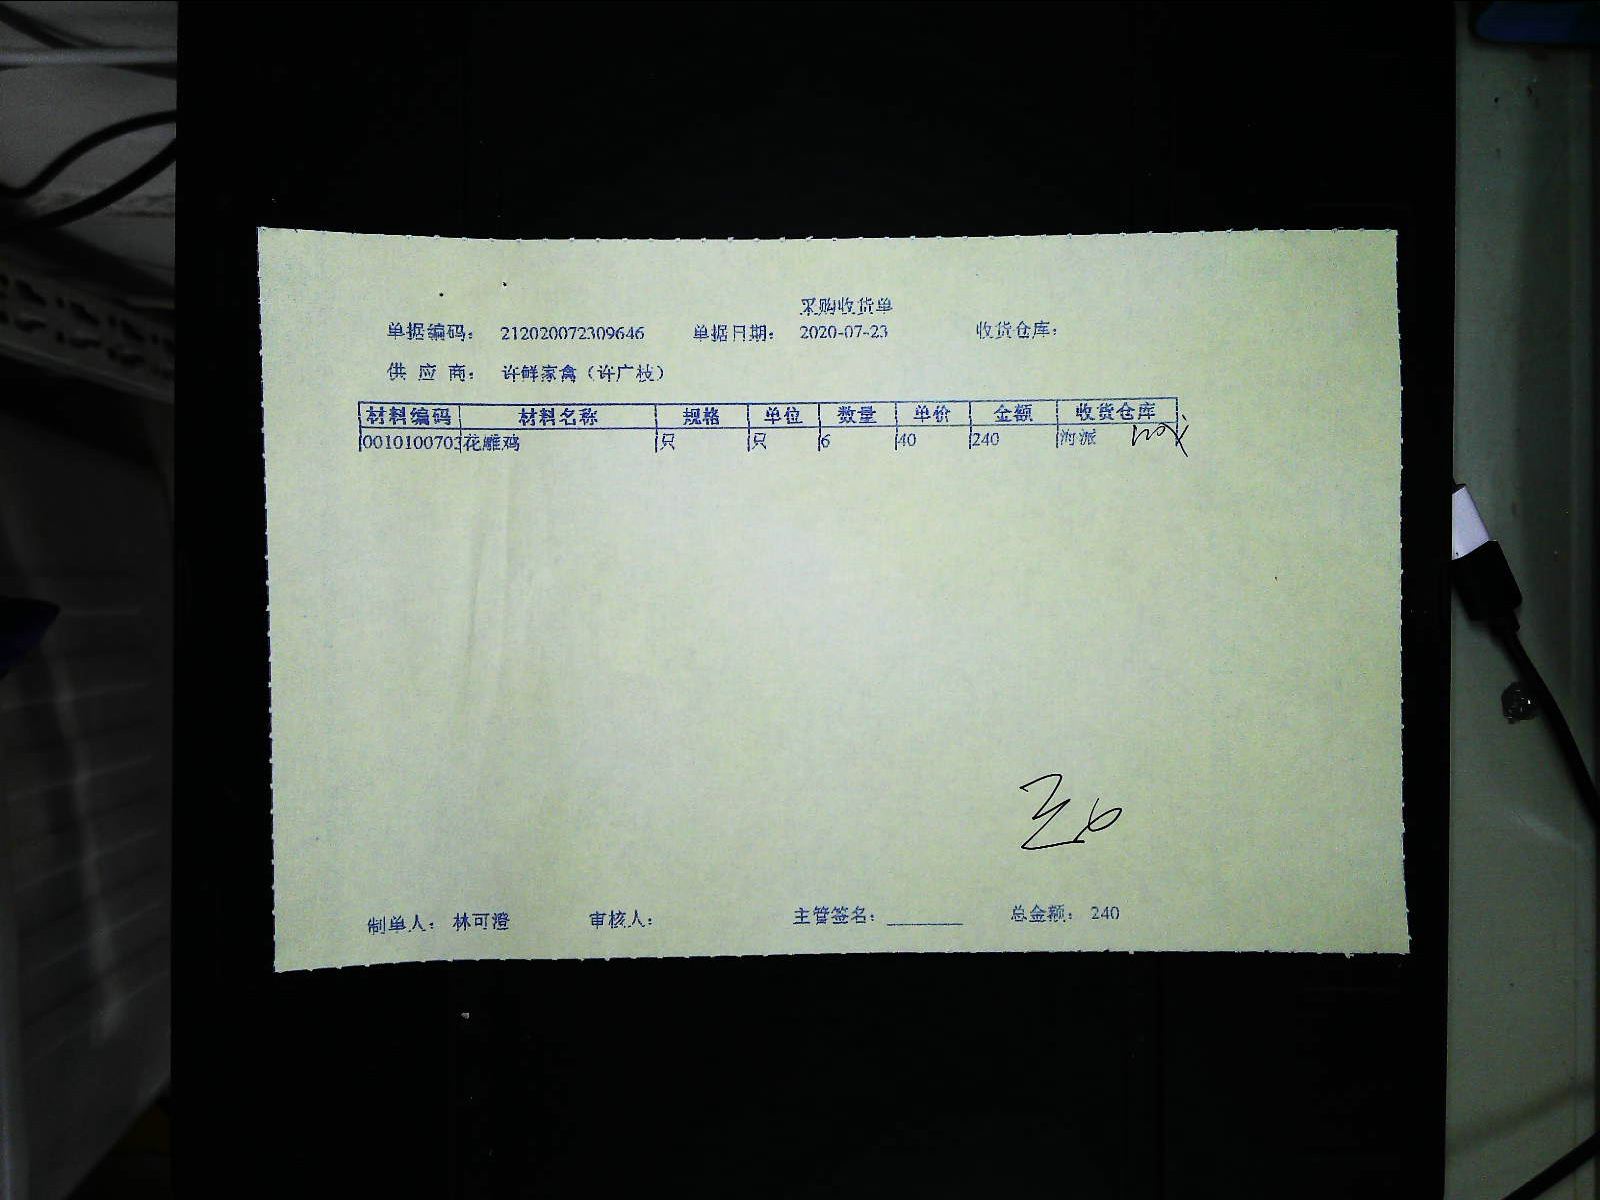 采购收货单
单据编码： 212020072309646 单据日期： 2020-07-23 收货仓库：
供 应 商： 许鲜家禽（许广枝）
材料编码 材料名称 规格 单位 数量 单价 金额 收货仓库
0010100703 花雕鸡 只 只 6 40 240 海派
制单人： 林可澄 审核人： 主管签名： 总金额： 240